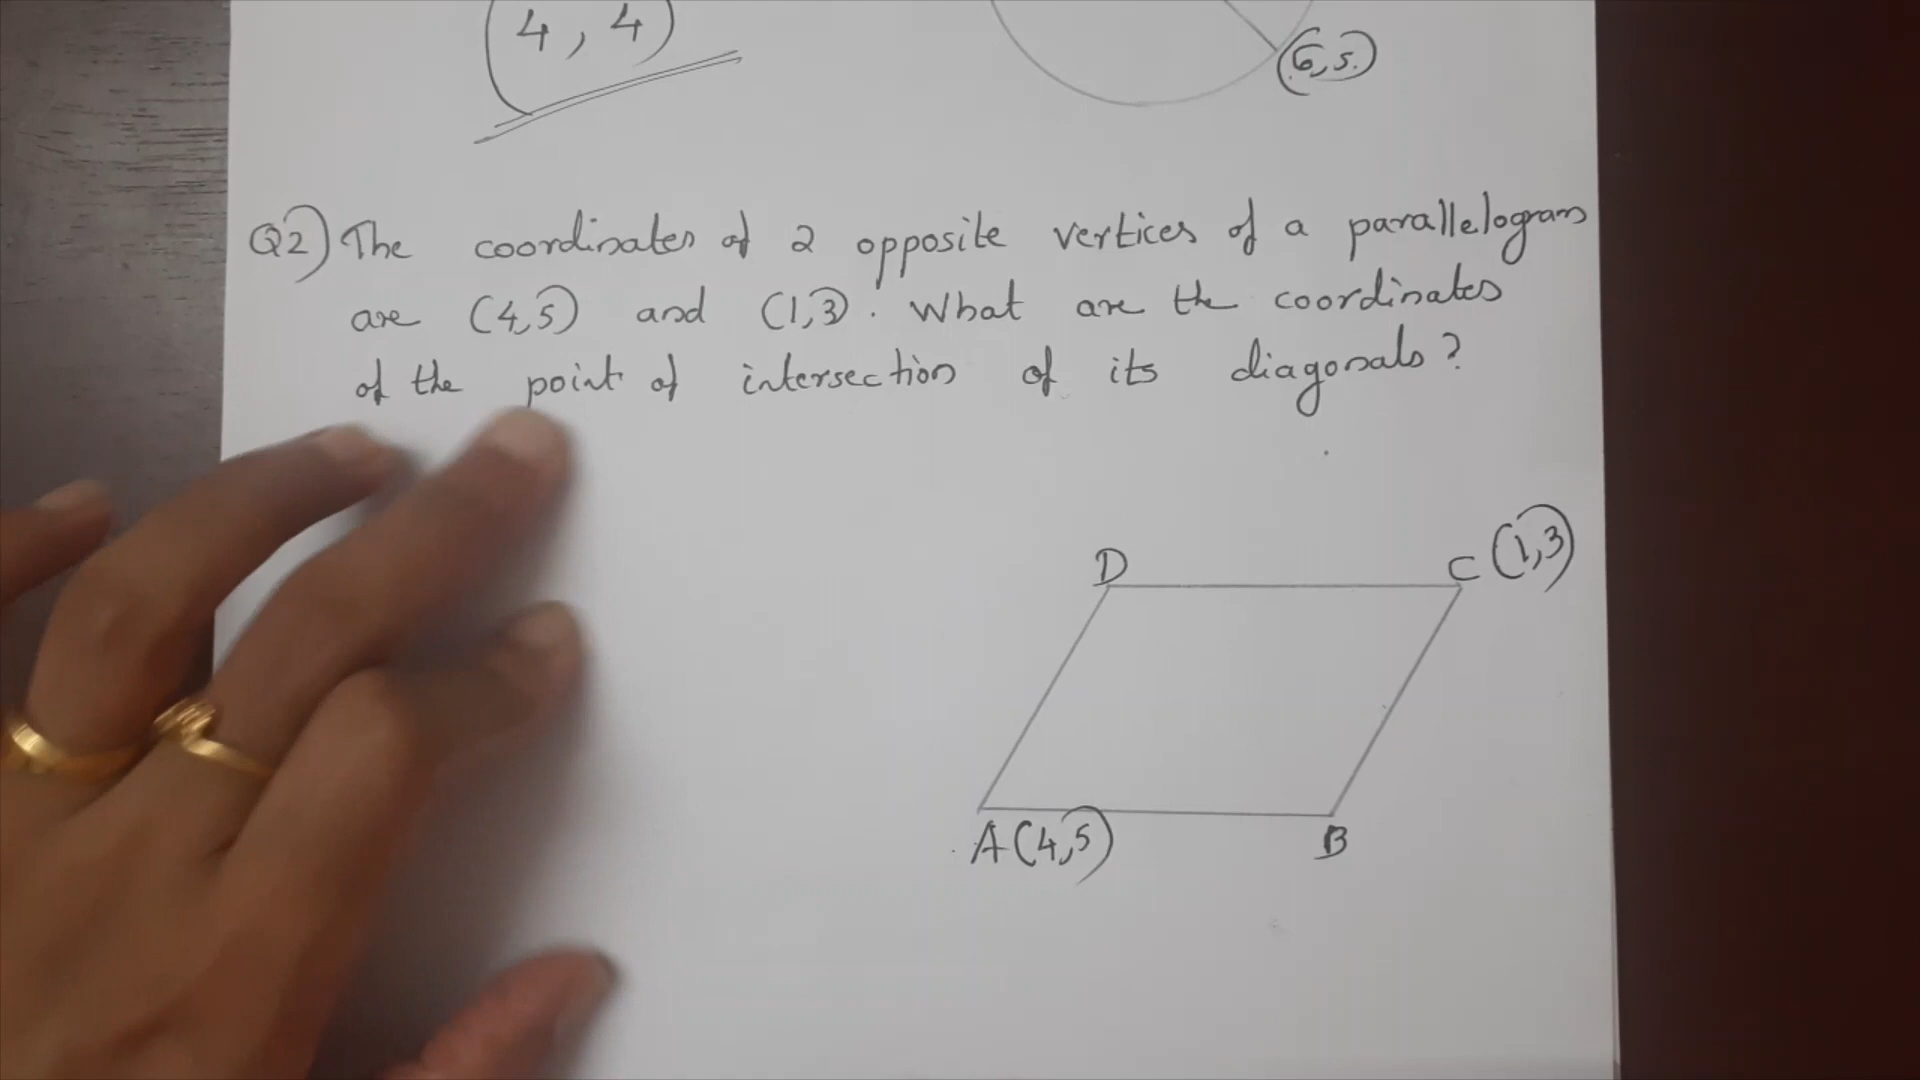 (4, 4)
(6,5)
Q2) The coordinates of 2 opposite vertices of a parallelogram
are (4,5) and (1,3). What are the coordinates
of the point of intersection of its diagonals?
D
C (1,3)
A (4,5)
B